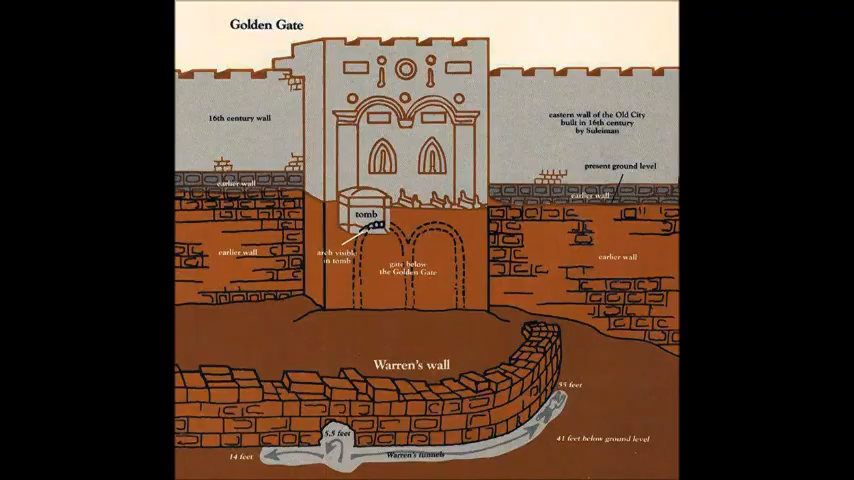 Golden Gate
16th century wall
eastern wall of the Old City
built in 16th century
by Suleiman
present ground level
earlier wall
earlier wall
tomb
earlier wall
arch visible
in tomb
gate below
the Golden Gate
earlier wall
Warren's wall
35 feet
5.5 feet
41 feet below ground level
14 feet
Warren's tunnels